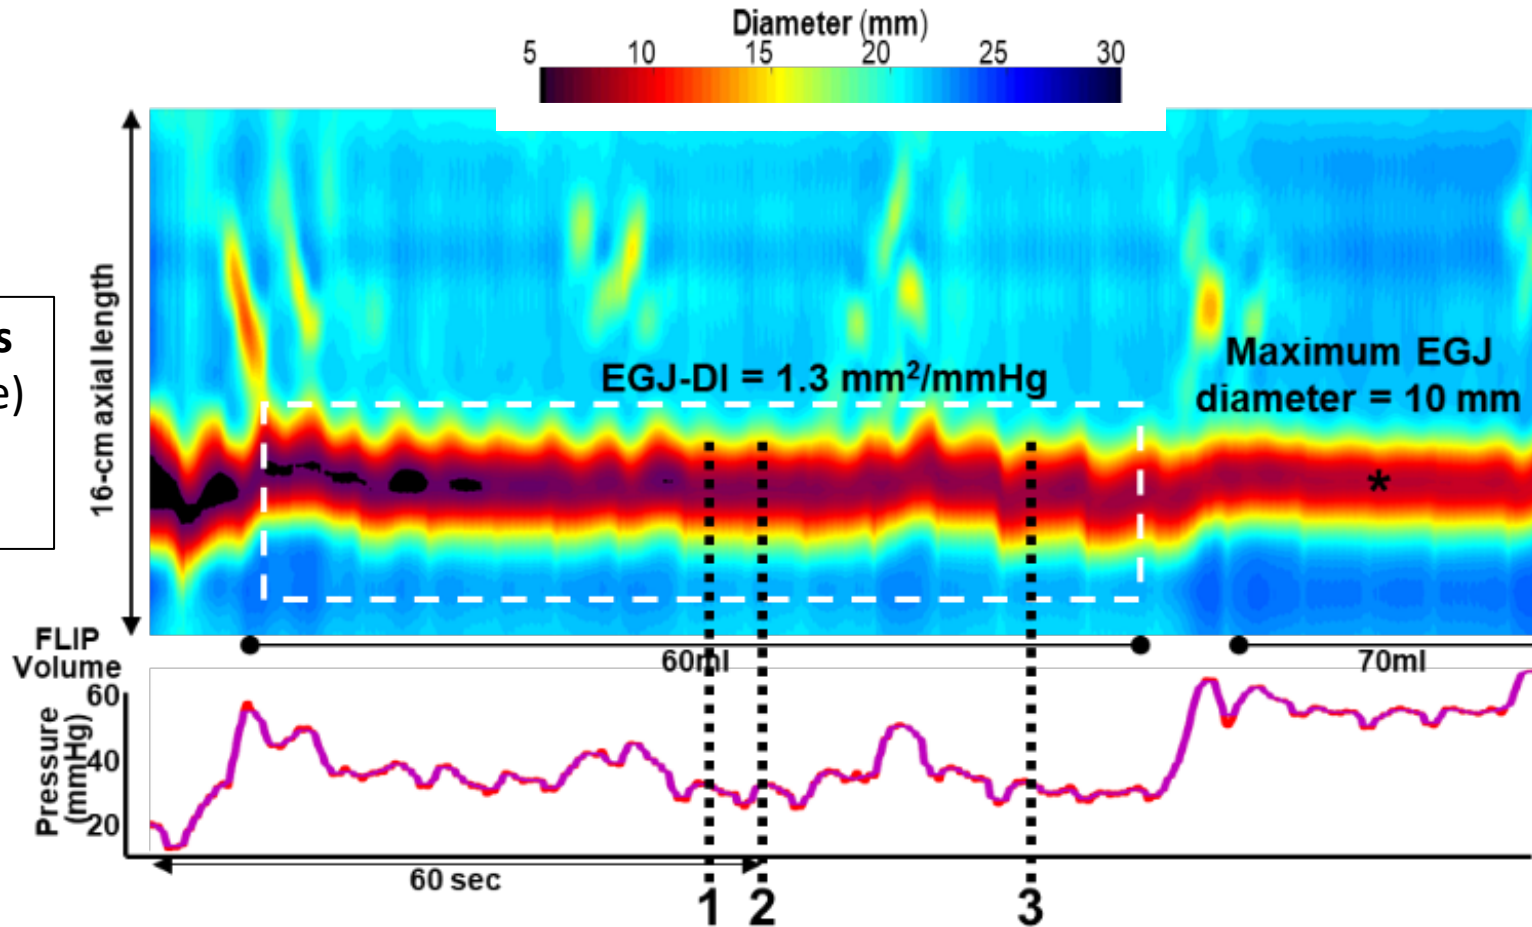 Diameter (mm)
5 10 15 20 25 30
s
e)
16-cm axial length
EGJ-DI = 1.3 mm²/mmHg
Maximum EGJ
diameter = 10 mm
*
FLIP
Volume
60ml
70ml
Pressure
(mmHg)
60
40
20
60 sec
1 2 3